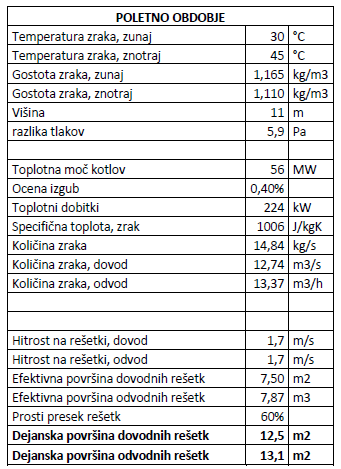 POLETNO OBDOBJE
Temperatura zraka, zunaj 30 °C
Temperatura zraka, znotraj 45 °C
Gostota zraka, zunaj 1,165 kg/m3
Gostota zraka, znotraj 1,110 kg/m3
Višina 11 m
razlika tlakov 5,9 Pa
Toplotna moč kotlov 56 MW
Ocena izgub 0,40%
Toplotni dobitki 224 kW
Specifična toplota, zrak 1006 J/kgK
Količina zraka 14,84 kg/s
Količina zraka, dovod 12,74 m3/s
Količina zraka, odvod 13,37 m3/h
Hitrost na rešetki, dovod 1,7 m/s
Hitrost na rešetki, odvod 1,7 m/s
Efektivna površina dovodnih rešetk 7,50 m2
Efektivna površina odvodnih rešetk 7,87 m3
Prosti presek rešetk 60%
Dejanska površina dovodnih rešetk 12,5 m2
Dejanska površina odvodnih rešetk 13,1 m2